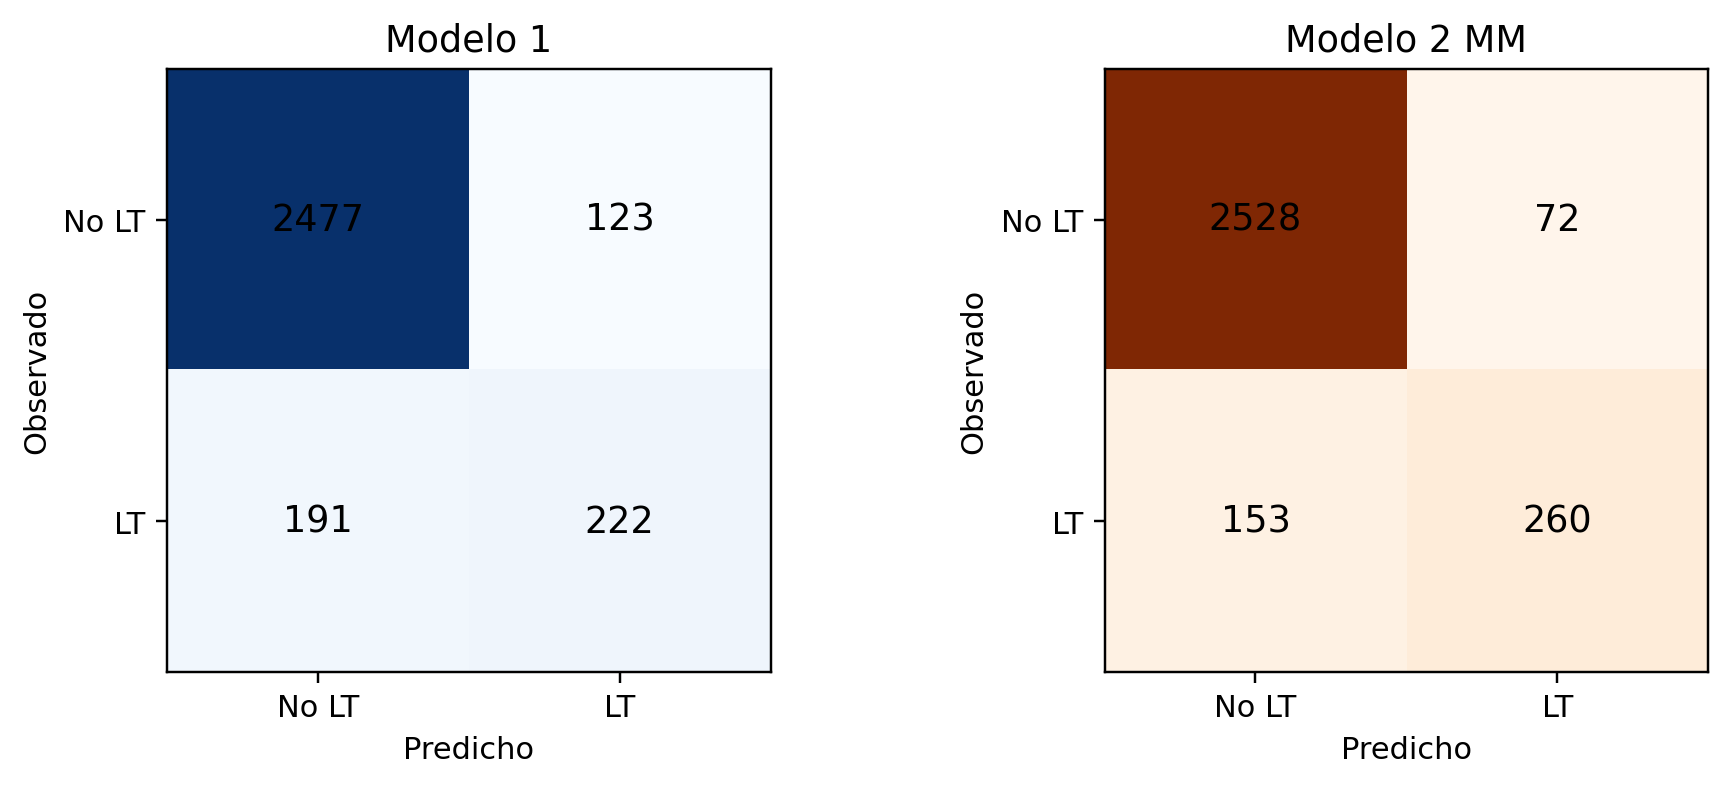 Modelo 1
No LT
2477
123
Observado
LT
191
222
No LT
LT
Predicho
Modelo 2 MM
No LT
2528
72
Observado
LT
153
260
No LT
LT
Predicho